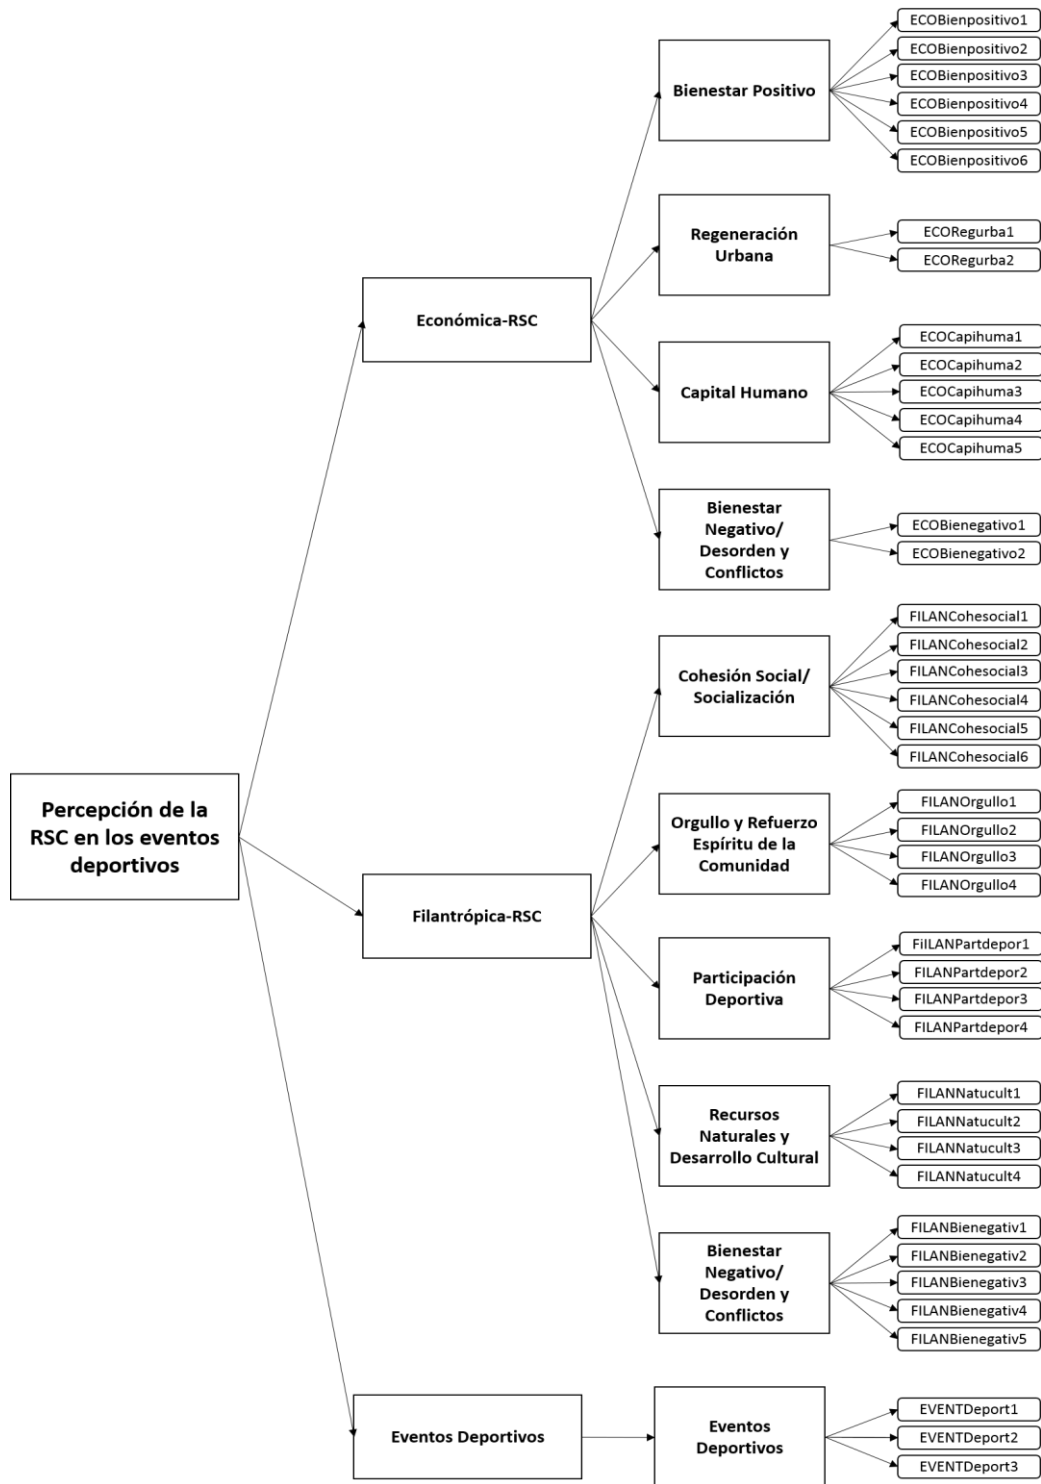 Percepción de la
RSC en los eventos
deportivos
Económica-RSC
Bienestar Positivo
ECOBienpositivo1
ECOBienpositivo2
ECOBienpositivo3
ECOBienpositivo4
ECOBienpositivo5
ECOBienpositivo6
Regeneración
Urbana
ECORegurba1
ECORegurba2
Capital Humano
ECOCapihuma1
ECOCapihuma2
ECOCapihuma3
ECOCapihuma4
ECOCapihuma5
Bienestar
Negativo/
Desorden y
Conflictos
ECOBienegativo1
ECOBienegativo2
Filantrópica-RSC
Cohesión Social/
Socialización
FILANCohesocial1
FILANCohesocial2
FILANCohesocial3
FILANCohesocial4
FILANCohesocial5
FILANCohesocial6
Orgullo y Refuerzo
Espíritu de la
Comunidad
FILANOrgullo1
FILANOrgullo2
FILANOrgullo3
FILANOrgullo4
Participación
Deportiva
FiILANPartdepor1
FILANPartdepor2
FILANPartdepor3
FILANPartdepor4
Recursos
Naturales y
Desarrollo Cultural
FILANNatucult1
FILANNatucult2
FILANNatucult3
FILANNatucult4
Bienestar
Negativo/
Desorden y
Conflictos
FILANBienegativ1
FILANBienegativ2
FILANBienegativ3
FILANBienegativ4
FILANBienegativ5
Eventos Deportivos
Eventos
Deportivos
EVENTDeport1
EVENTDeport2
EVENTDeport3